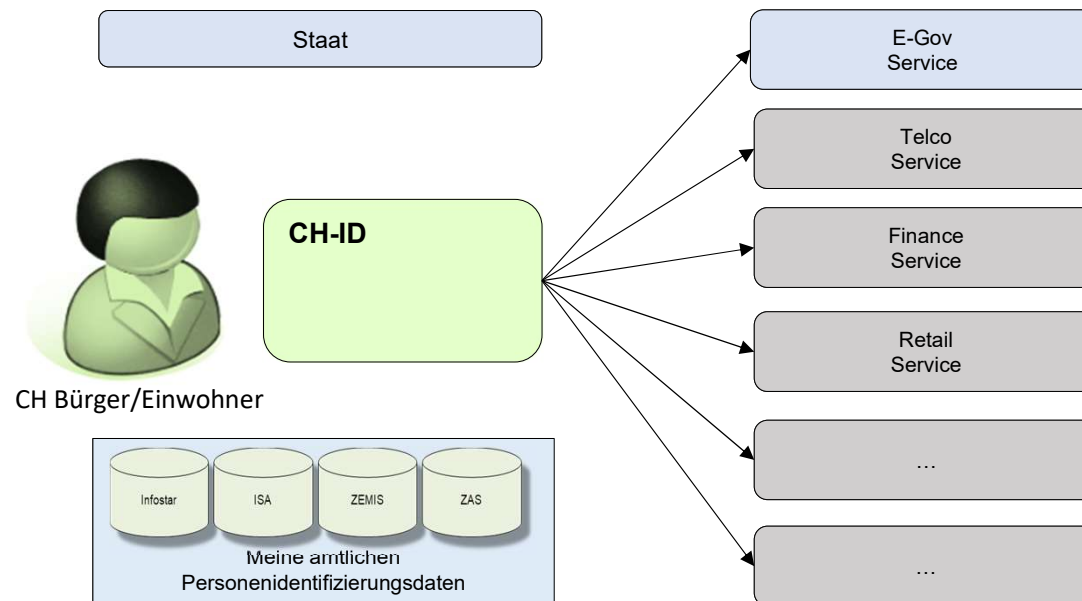 Staat
E-Gov
Service
Telco
Service
CH-ID
Finance
Service
Retail
Service
CH Bürger/Einwohner
...
Infostar
ISA
ZEMIS
ZAS
Meine amtlichen
Personenidentifizierungsdaten
...